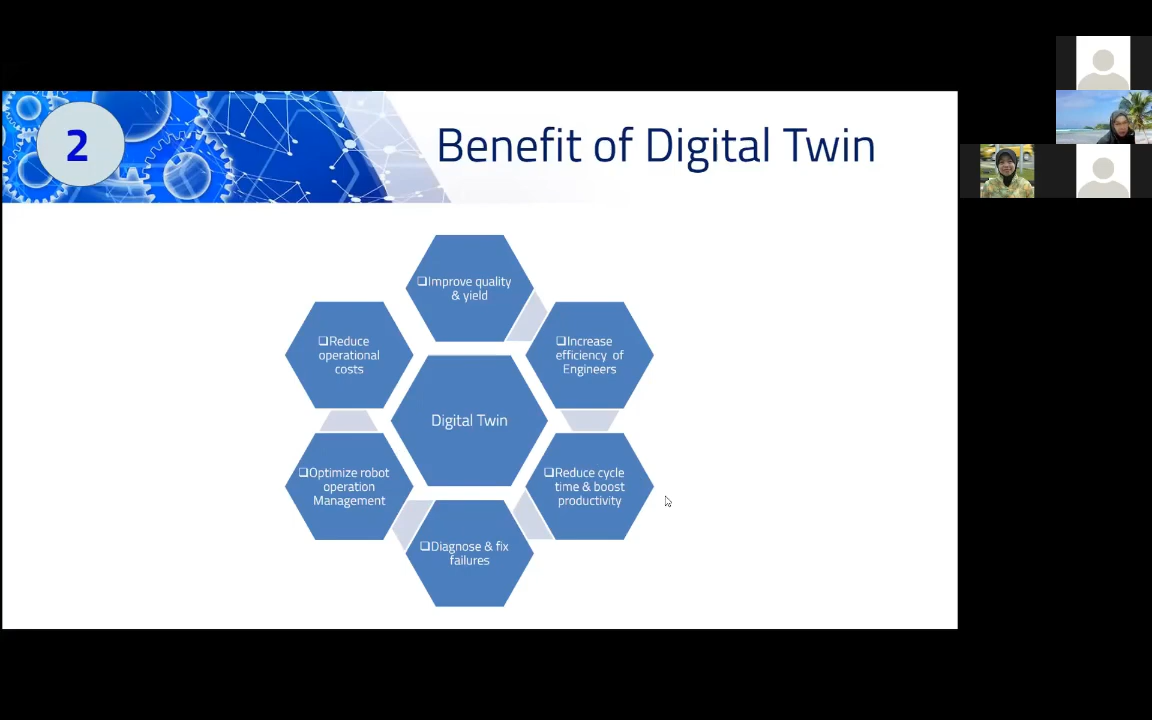 2
Benefit of Digital Twin
❑Improve quality
& yield
❑Increase
efficiency of
Engineers
❑Reduce cycle
time & boost
productivity
❑Diagnose & fix
failures
❑Optimize robot
operation
Management
❑Reduce
operational
costs
Digital Twin